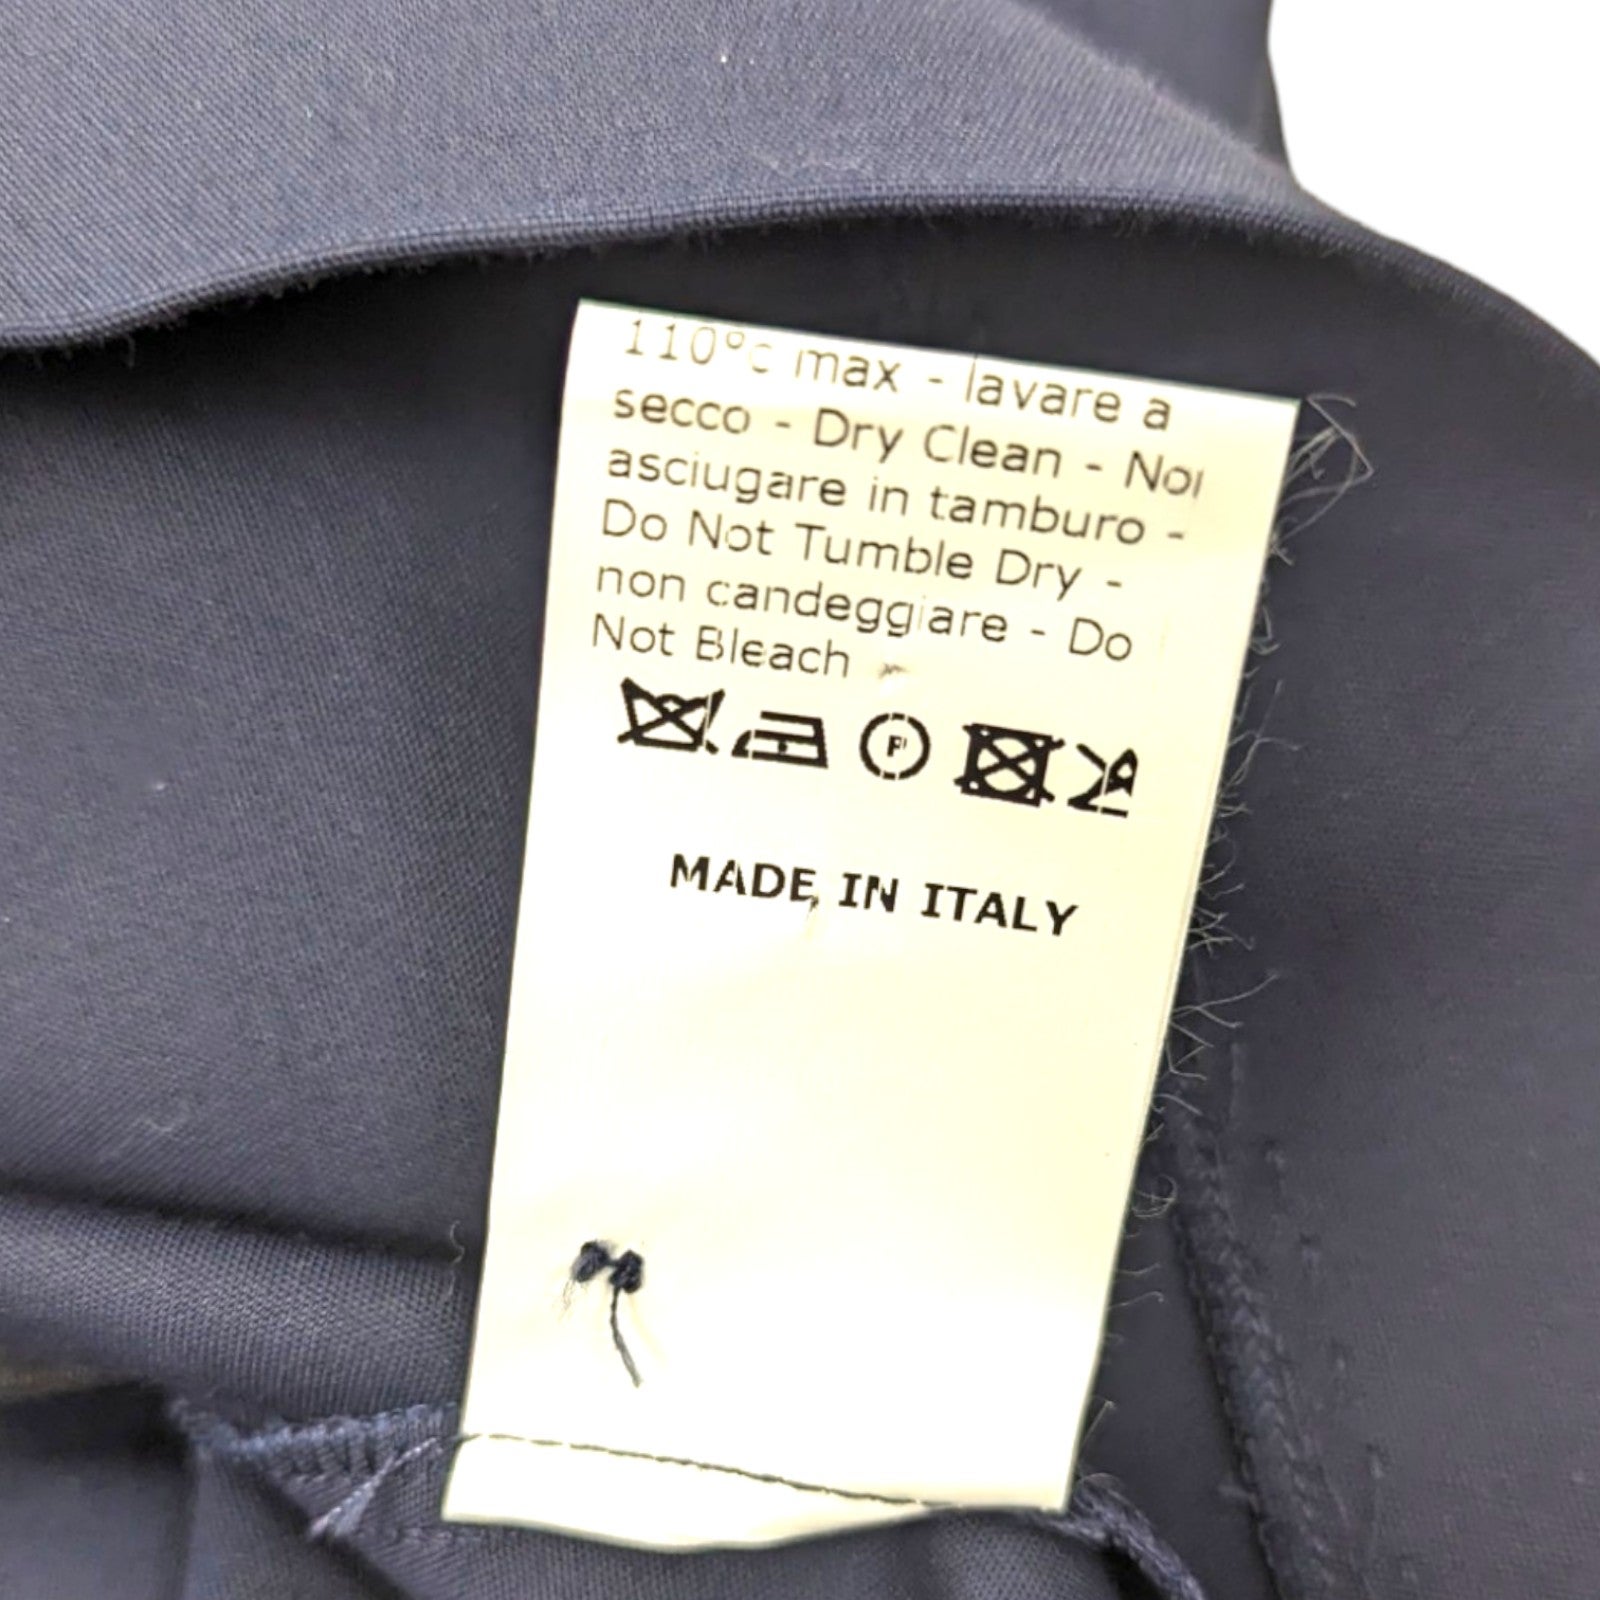 110°c max - lavare a
secco - Dry Clean - Non
asciugare in tamburo -
Do Not Tumble Dry -
non candeggiare - Do
Not Bleach
P
MADE IN ITALY